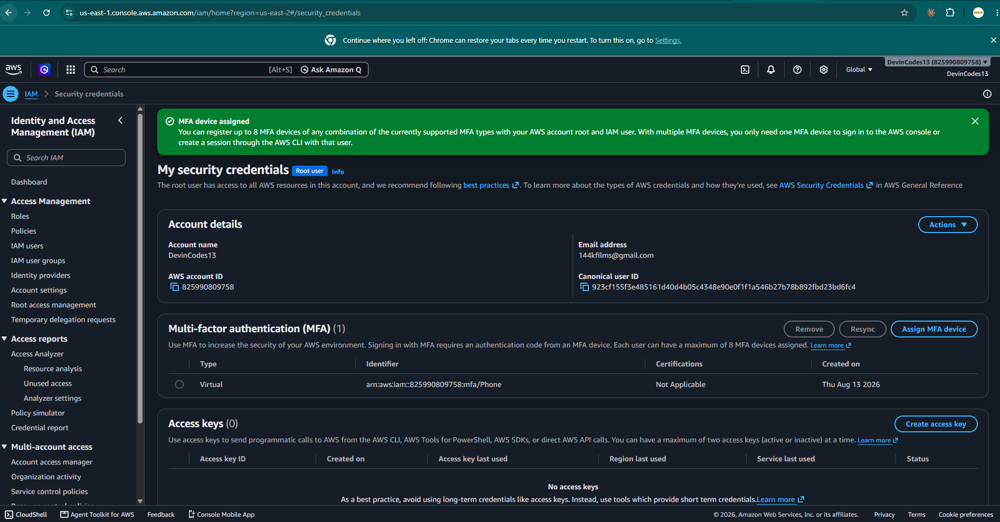 us-east-1.console.aws.amazon.com/iam/home?region=us-east-2#/security_credentials
Continue where you left off: Chrome can restore your tabs every time you restart. To turn this on, go to Settings.
aws
Search [Alt+S] Ask Amazon Q
Global
DevinCodes13 (825990809758)
DevinCodes13
IAM
Security credentials
Identity and Access
Management (IAM)
Search IAM
Dashboard
Access Management
Roles
Policies
IAM users
IAM user groups
Identity providers
Account settings
Root access management
Temporary delegation requests
Access reports
Access Analyzer
Resource analysis
Unused access
Analyzer settings
Policy simulator
Credential report
Multi-account access
Account access manager
Organization activity
Service control policies
MFA device assigned
You can register up to 8 MFA devices of any combination of the currently supported MFA types with your AWS account root and IAM user. With multiple MFA devices, you only need one MFA device to sign in to the AWS console or
create a session through the AWS CLI with that user.
My security credentials Root user Info
The root user has access to all AWS resources in this account, and we recommend following best practices. To learn more about the types of AWS credentials and how they're used, see AWS Security Credentials in AWS General Reference
Account details
Actions
Account name
DevinCodes13
Email address
144kfilms@gmail.com
AWS account ID
825990809758
Canonical user ID
923cf155f3e485161d40d4b05c4348e90e0f1f1a546b27b78b892fbd23bd6fc4
Multi-factor authentication (MFA) (1)
Remove Resync Assign MFA device
Use MFA to increase the security of your AWS environment. Signing in with MFA requires an authentication code from an MFA device. Each user can have a maximum of 8 MFA devices assigned. Learn more
Type Identifier Certifications Created on
Virtual arn:aws:iam::825990809758:mfa/Phone Not Applicable Thu Aug 13 2026
Access keys (0)
Create access key
Use access keys to send programmatic calls to AWS from the AWS CLI, AWS Tools for PowerShell, AWS SDKs, or direct AWS API calls. You can have a maximum of two access keys (active or inactive) at a time. Learn more
Access key ID Created on Access key last used Region last used Service last used Status
No access keys
As a best practice, avoid using long-term credentials like access keys. Instead, use tools which provide short term credentials. Learn more
CloudShell Agent Toolkit for AWS Feedback Console Mobile App
© 2026, Amazon Web Services, Inc. or its affiliates. Privacy Terms Cookie preferences